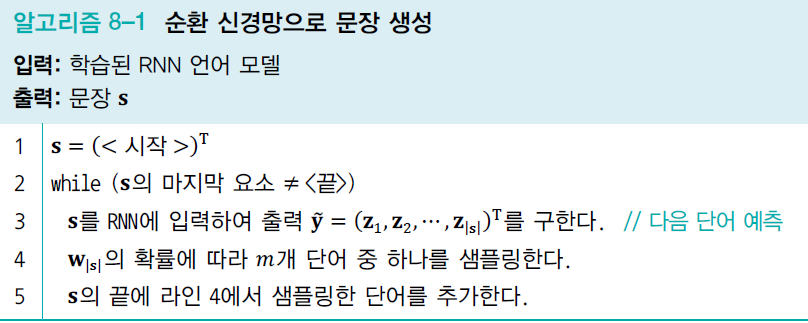 알고리즘 8-1 순환 신경망으로 문장 생성
입력: 학습된 RNN 언어 모델
출력: 문장 s
1 s = (< 시작 >)ᵀ
2 while (s의 마지막 요소 ≠ <끝>)
3 s를 RNN에 입력하여 출력 ỹ = (z₁, z₂, ⋯, z|s|)ᵀ를 구한다. // 다음 단어 예측
4 w|s|의 확률에 따라 m개 단어 중 하나를 샘플링한다.
5 s의 끝에 라인 4에서 샘플링한 단어를 추가한다.